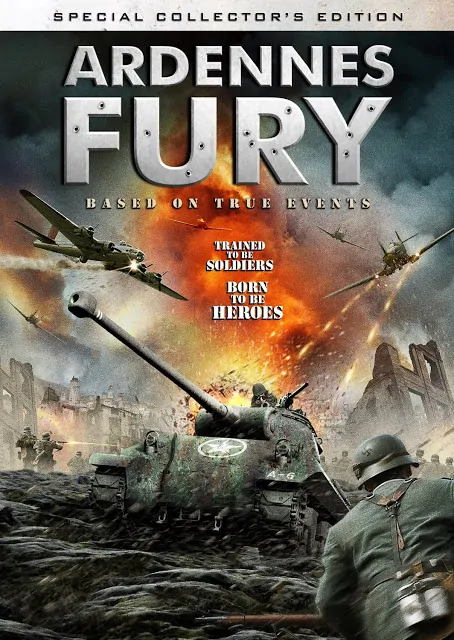 SPECIAL COLLECTOR'S EDITION
ARDENNES
FURY
BASED ON TRUE EVENTS
TRAINED
TO BE
SOLDIERS
BORN
TO BE
HEROES
A-G